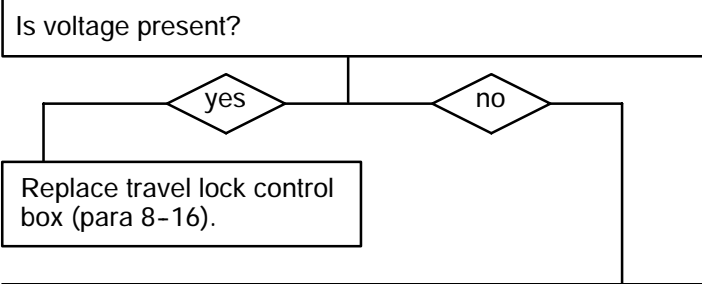 Is voltage present?
yes
no
Replace travel lock control
box (para 8-16).